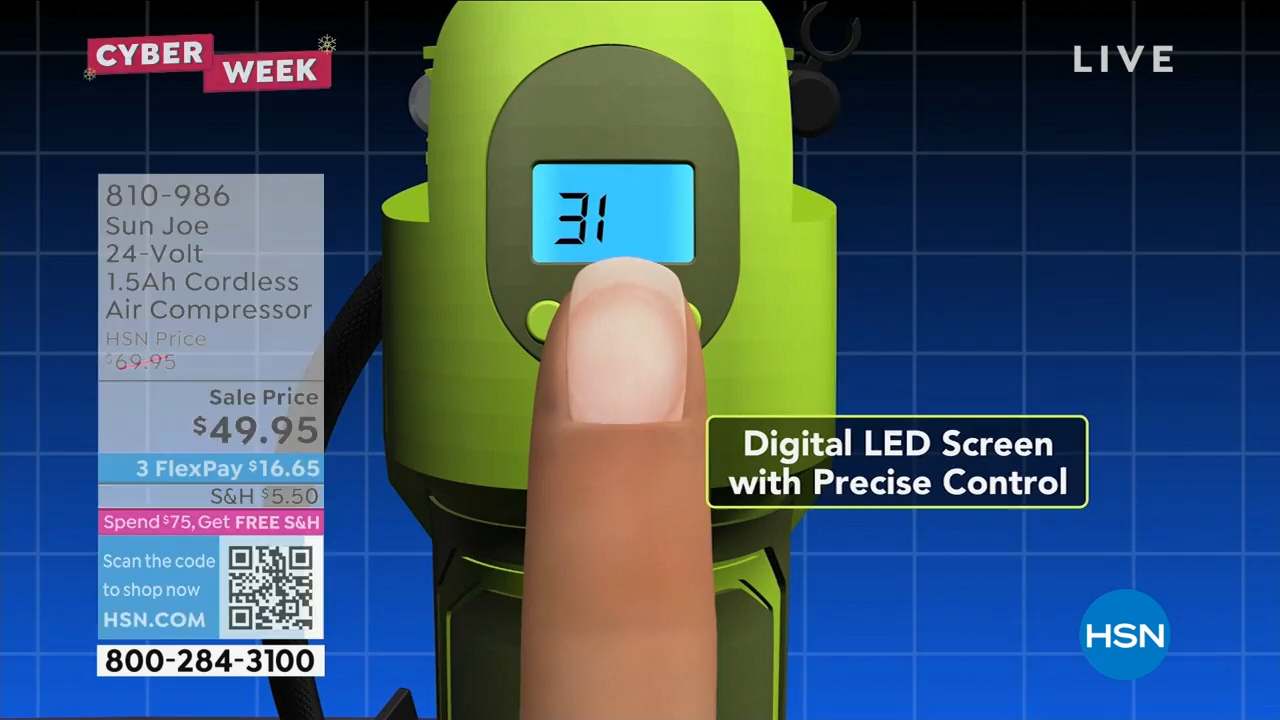 CYBER
WEEK
LIVE
810-986
Sun Joe
24-Volt
1.5Ah Cordless
Air Compressor
HSN Price
$69.95
Sale Price
$49.95
3 FlexPay $16.65
S&H $5.50
Spend $75, Get FREE S&H
Scan the code
to shop now
HSN.COM
800-284-3100
31
Digital LED Screen
with Precise Control
HSN